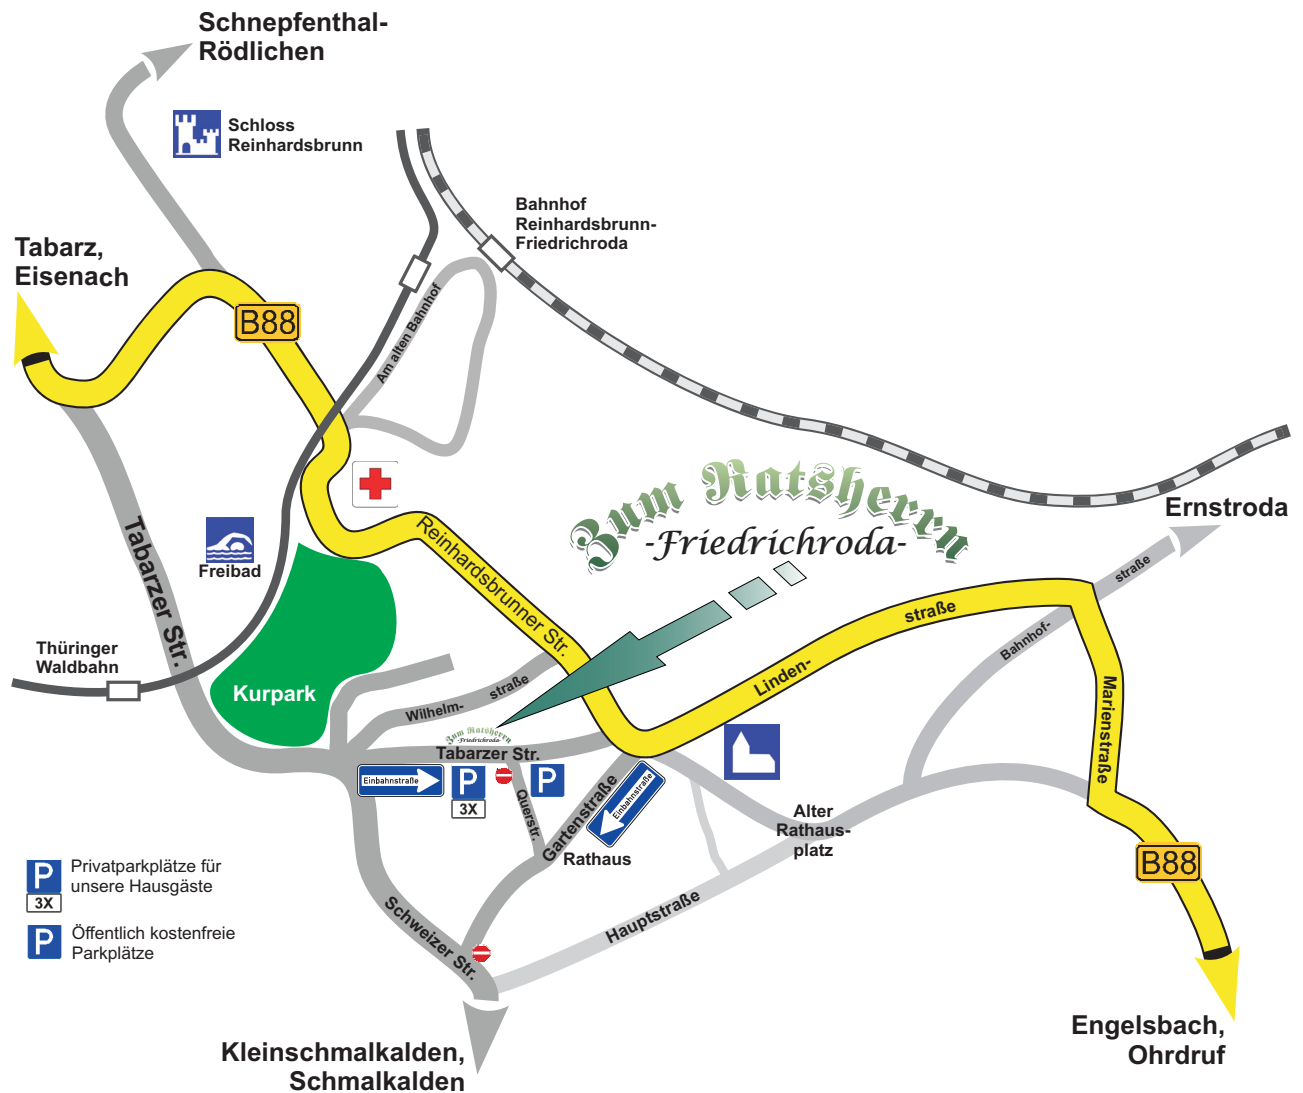 Schnepfenthal-
Rödlichen
Schloss
Reinhardsbrunn
Bahnhof
Reinhardsbrunn-
Friedrichroda
Tabarz,
Eisenach
B88
Am alten Bahnhof
Zum Ratsherrn
-Friedrichroda-
Ernstroda
straße
Bahnhof-
Reinhardsbrunner Str.
Tabarzer Str.
Freibad
Linden-
straße
Thüringer
Waldbahn
Kurpark
Wilhelm-
straße
Marienstraße
Zum Ratsherrn
-Friedrichroda-
Tabarzer Str.
Einbahnstraße
P
3X
P
Querstr.
Gartenstraße
Einbahnstraße
Rathaus
Alter
Rathaus-
platz
B88
P
3X
Privatparkplätze für
unsere Hausgäste
P
Öffentlich kostenfreie
Parkplätze
Schweizer Str.
Hauptstraße
Kleinschmalkalden,
Schmalkalden
Engelsbach,
Ohrdruf